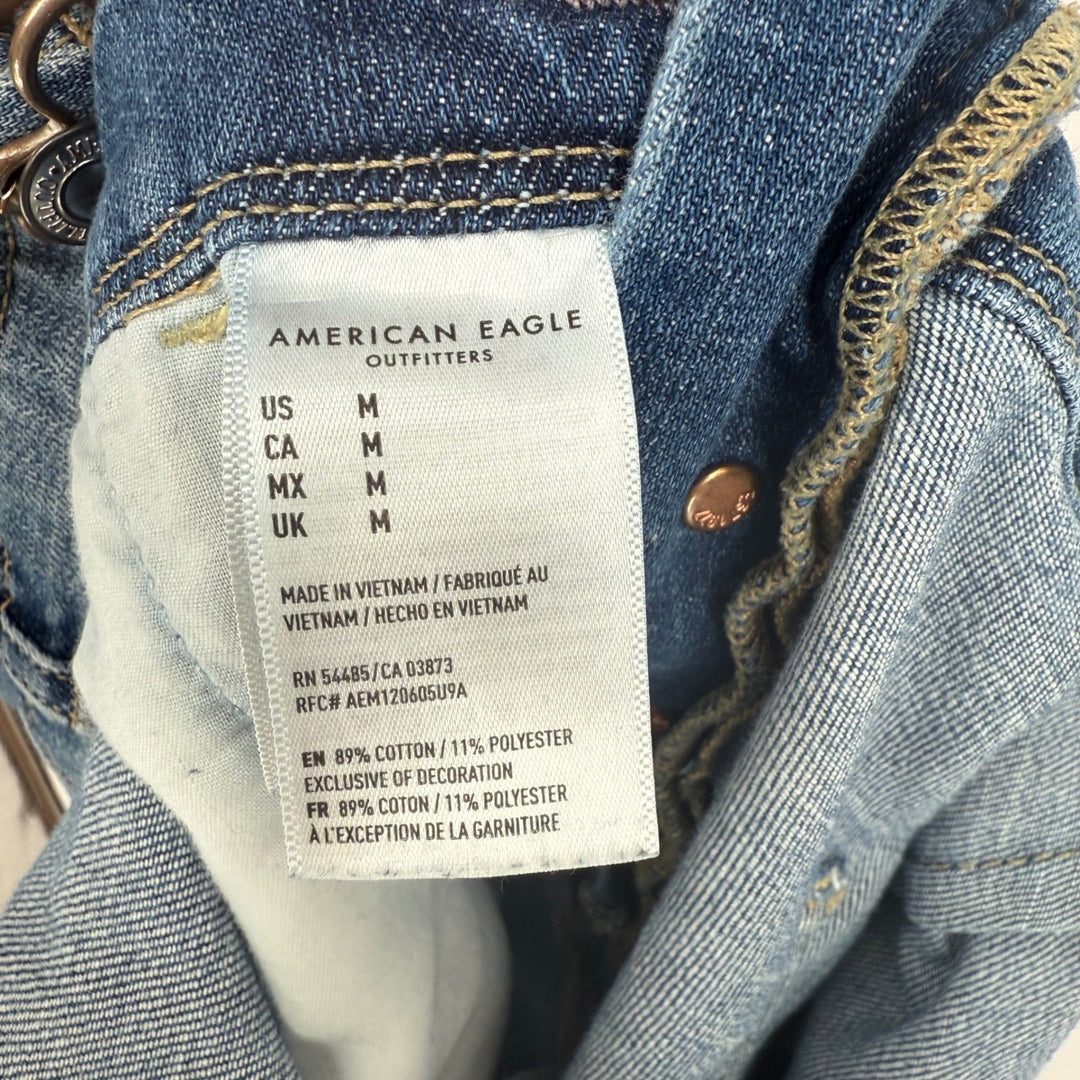 AMERICAN EAGLE
OUTFITTERS
US M
CA M
MX M
UK M
MADE IN VIETNAM / FABRIQUÉ AU
VIETNAM / HECHO EN VIETNAM
RN 54485/CA 03873
RFC# AEM120605U9A
EN 89% COTTON / 11% POLYESTER
EXCLUSIVE OF DECORATION
FR 89% COTON / 11% POLYESTER
À L'EXCEPTION DE LA GARNITURE